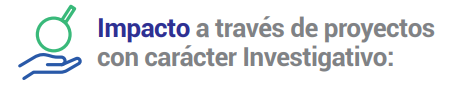 Impacto a través de proyectos
con carácter Investigativo: